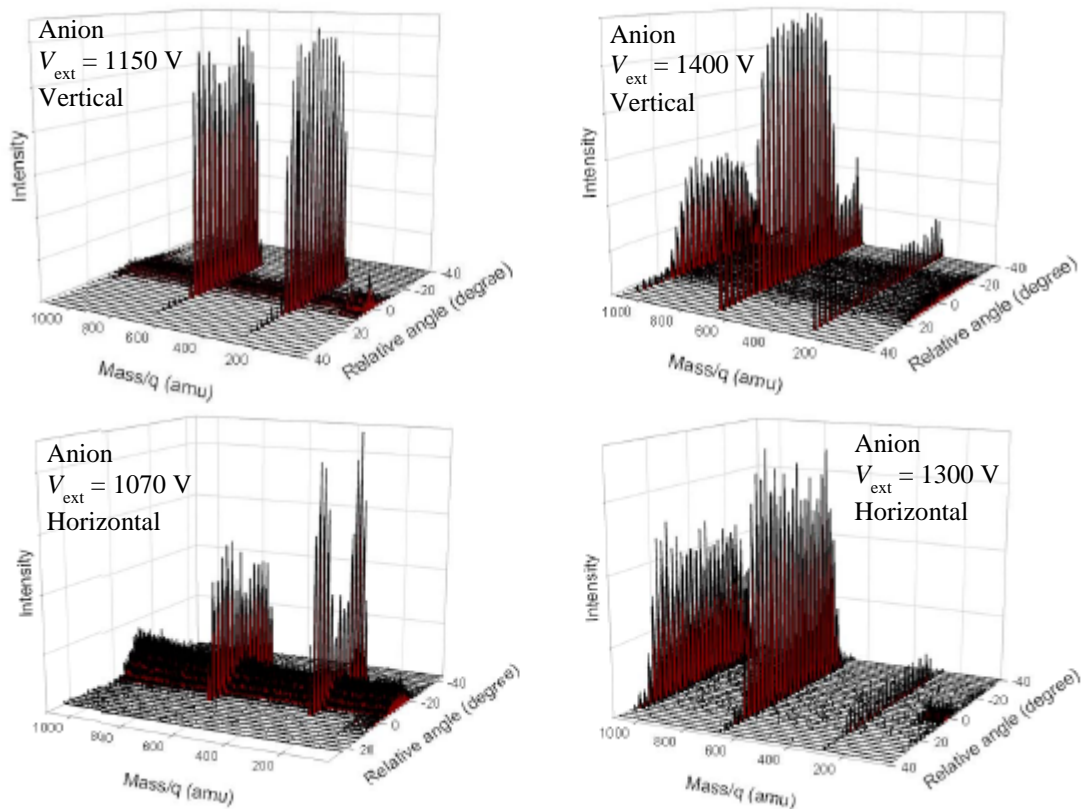 Anion
V_ext = 1150 V
Vertical
Intensity
1000 800 600 400 200
Mass/q (amu)
-40 -20 0 20 40
Relative angle (degree)
Anion
V_ext = 1400 V
Vertical
Intensity
1000 800 600 400 200
Mass/q (amu)
-40 -20 0 20 40
Relative angle (degree)
Anion
V_ext = 1070 V
Horizontal
Intensity
1000 800 600 400 200
Mass/q (amu)
-40 -20 0
Relative angle (degree)
Anion
V_ext = 1300 V
Horizontal
Intensity
1000 800 600 400 200
Mass/q (amu)
-40 -20 0 20 40
Relative angle (degree)